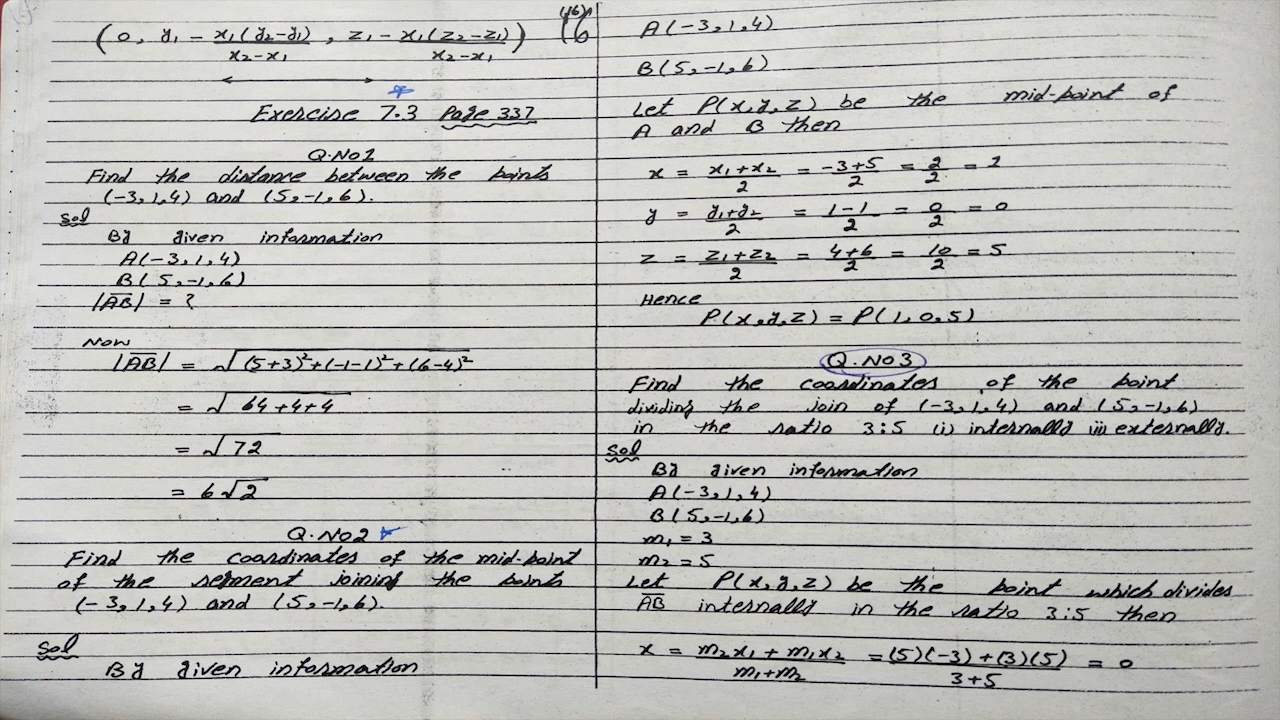 (0, y₁ - x₁(y₂-y₁)/x₂-x₁, z₁ - x₁(z₂-z₁)/x₂-x₁)
(16)
16
Exercise 7.3 Page 337
Q.No1
Find the distance between the points
(-3,1,4) and (5,-1,6).
Sol
By given information
A(-3,1,4)
B(5,-1,6)
|AB| = ?
Now
|AB| = √(5+3)²+(-1-1)²+(6-4)²
= √64+4+4
= √72
= 6√2
Q.No2
Find the coordinates of the mid-point
of the segment joining the points
(-3,1,4) and (5,-1,6).
Sol
By given information
A(-3,1,4)
B(5,-1,6)
Let P(x,y,z) be the mid-point of
A and B then
x = x₁+x₂/2 = -3+5/2 = 2/2 = 1
y = y₁+y₂/2 = 1-1/2 = 0/2 = 0
z = z₁+z₂/2 = 4+6/2 = 10/2 = 5
Hence
P(x,y,z) = P(1,0,5)
Q.No3
Find the coordinates of the point
dividing the join of (-3,1,4) and (5,-1,6)
in the ratio 3:5 (i) internally (ii) externally.
Sol
By given information
A(-3,1,4)
B(5,-1,6)
m₁ = 3
m₂ = 5
Let P(x,y,z) be the point which divides
AB internally in the ratio 3:5 then
x = m₂x₁+m₁x₂/m₁+m₂ = (5)(-3)+(3)(5)/3+5 = 0